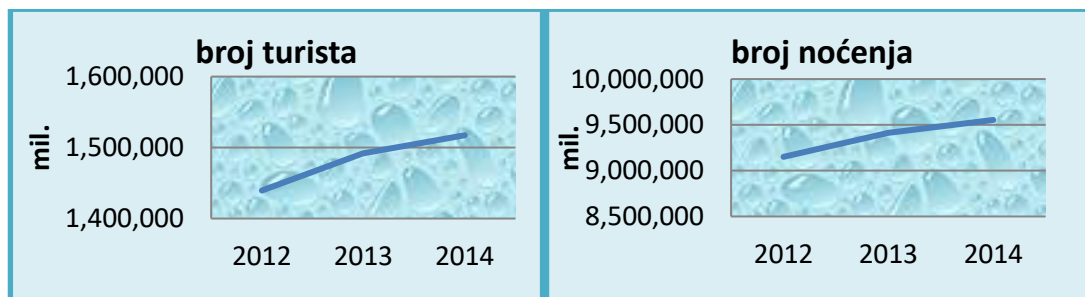 broj turista
1,600,000
1,500,000
1,400,000
mil.
2012 2013 2014
broj noćenja
10,000,000
9,500,000
9,000,000
8,500,000
mil.
2012 2013 2014